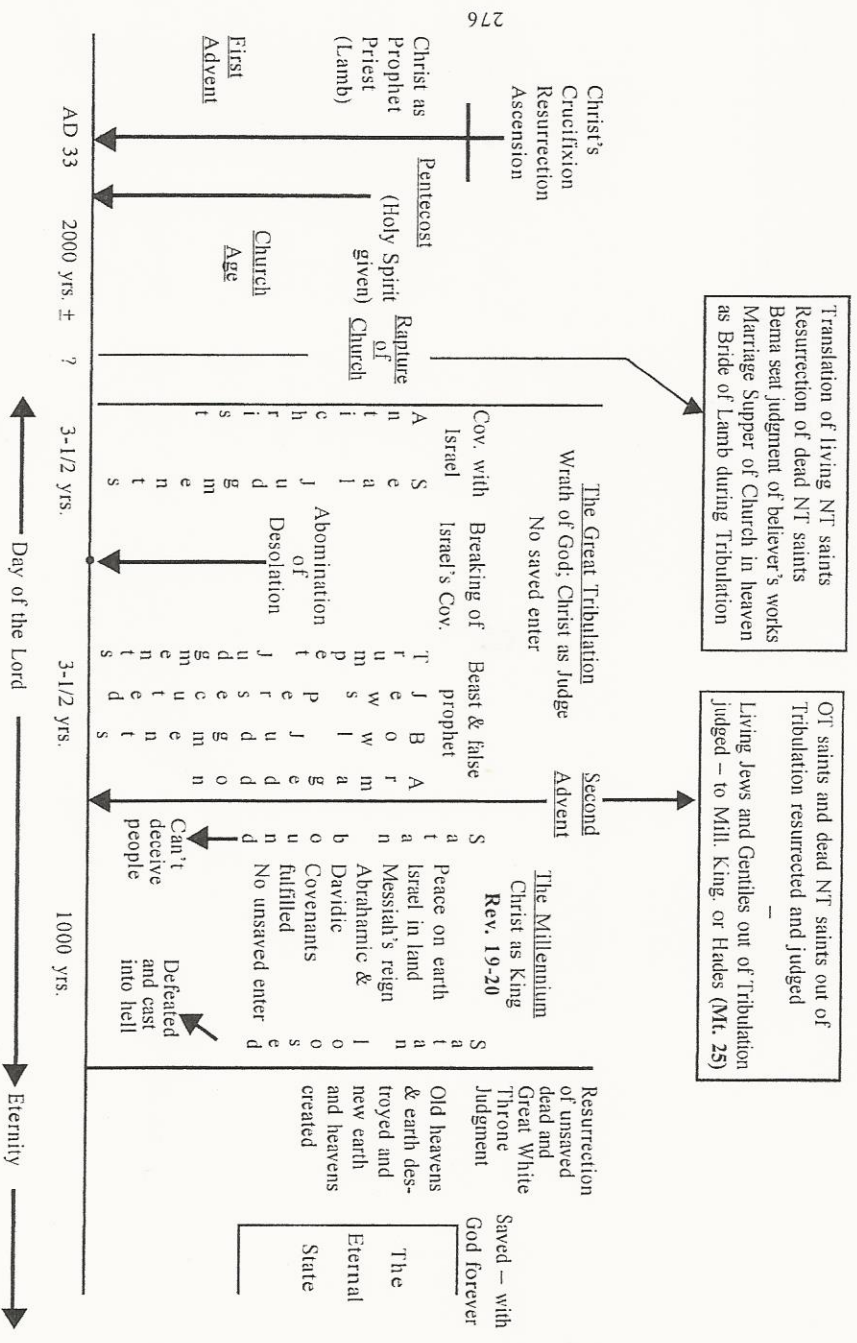 276
Christ's
Crucifixion
Resurrection
Ascension
Christ as
Prophet
Priest
(Lamb)
First
Advent
AD 33
Pentecost
(Holy Spirit
given)
Church
Age
2000 yrs. ±
Rapture
of
Church
?
Translation of living NT saints
Resurrection of dead NT saints
Bema seat judgment of believer's works
Marriage Supper of Church in heaven
as Bride of Lamb during Tribulation
The Great Tribulation
Wrath of God; Christ as Judge
No saved enter
Cov. with
Israel
Antichrist
Seal Judgments
3-1/2 yrs.
Breaking of
Israel's Cov.
Abomination
of
Desolation
Beast & false
prophet
Trumpet Judgments
Jews Persecuted
Bowl Judgments
Armageddon
3-1/2 yrs.
OT saints and dead NT saints out of
Tribulation resurrected and judged
–
Living Jews and Gentiles out of Tribulation
judged – to Mill. King. or Hades (Mt. 25)
Second
Advent
Satan bound
Can't
deceive
people
The Millennium
Christ as King
Rev. 19-20
Peace on earth
Israel in land
Messiah's reign
Abrahamic &
Davidic
Covenants
fulfilled
No unsaved enter
1000 yrs.
Satan loosed
Defeated
and cast
into hell
Resurrection
of unsaved
dead and
Great White
Throne
Judgment
Old heavens
& earth des-
troyed and
new earth
and heavens
created
Saved – with
God forever
The
Eternal
State
Day of the Lord
Eternity